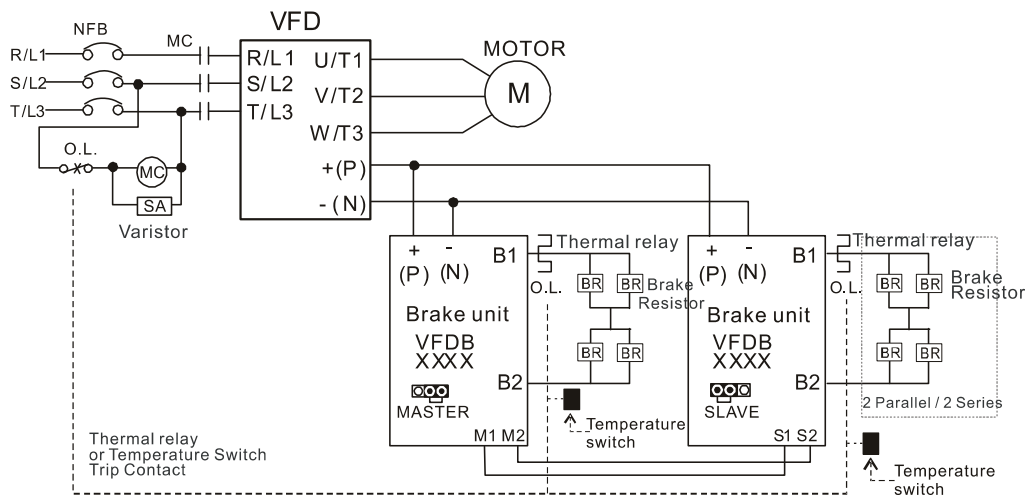 VFD
NFB
MC
MOTOR
R/L1
S/L2
T/L3
R/L1
S/L2
T/L3
U/T1
V/T2
W/T3
M
O.L.
MC
SA
Varistor
+(P)
-(N)
+
(P)
-
(N)
B1
Thermal relay
O.L.
BR
BR
Brake
Resistor
BR
BR
Brake unit
VFDB
XXXX
B2
MASTER
M1 M2
Temperature
switch
+
(P)
-
(N)
B1
Thermal relay
O.L.
BR
BR
Brake
Resistor
BR
BR
Brake unit
VFDB
XXXX
B2
SLAVE
S1 S2
2 Parallel / 2 Series
Temperature
switch
Thermal relay
or Temperature Switch
Trip Contact